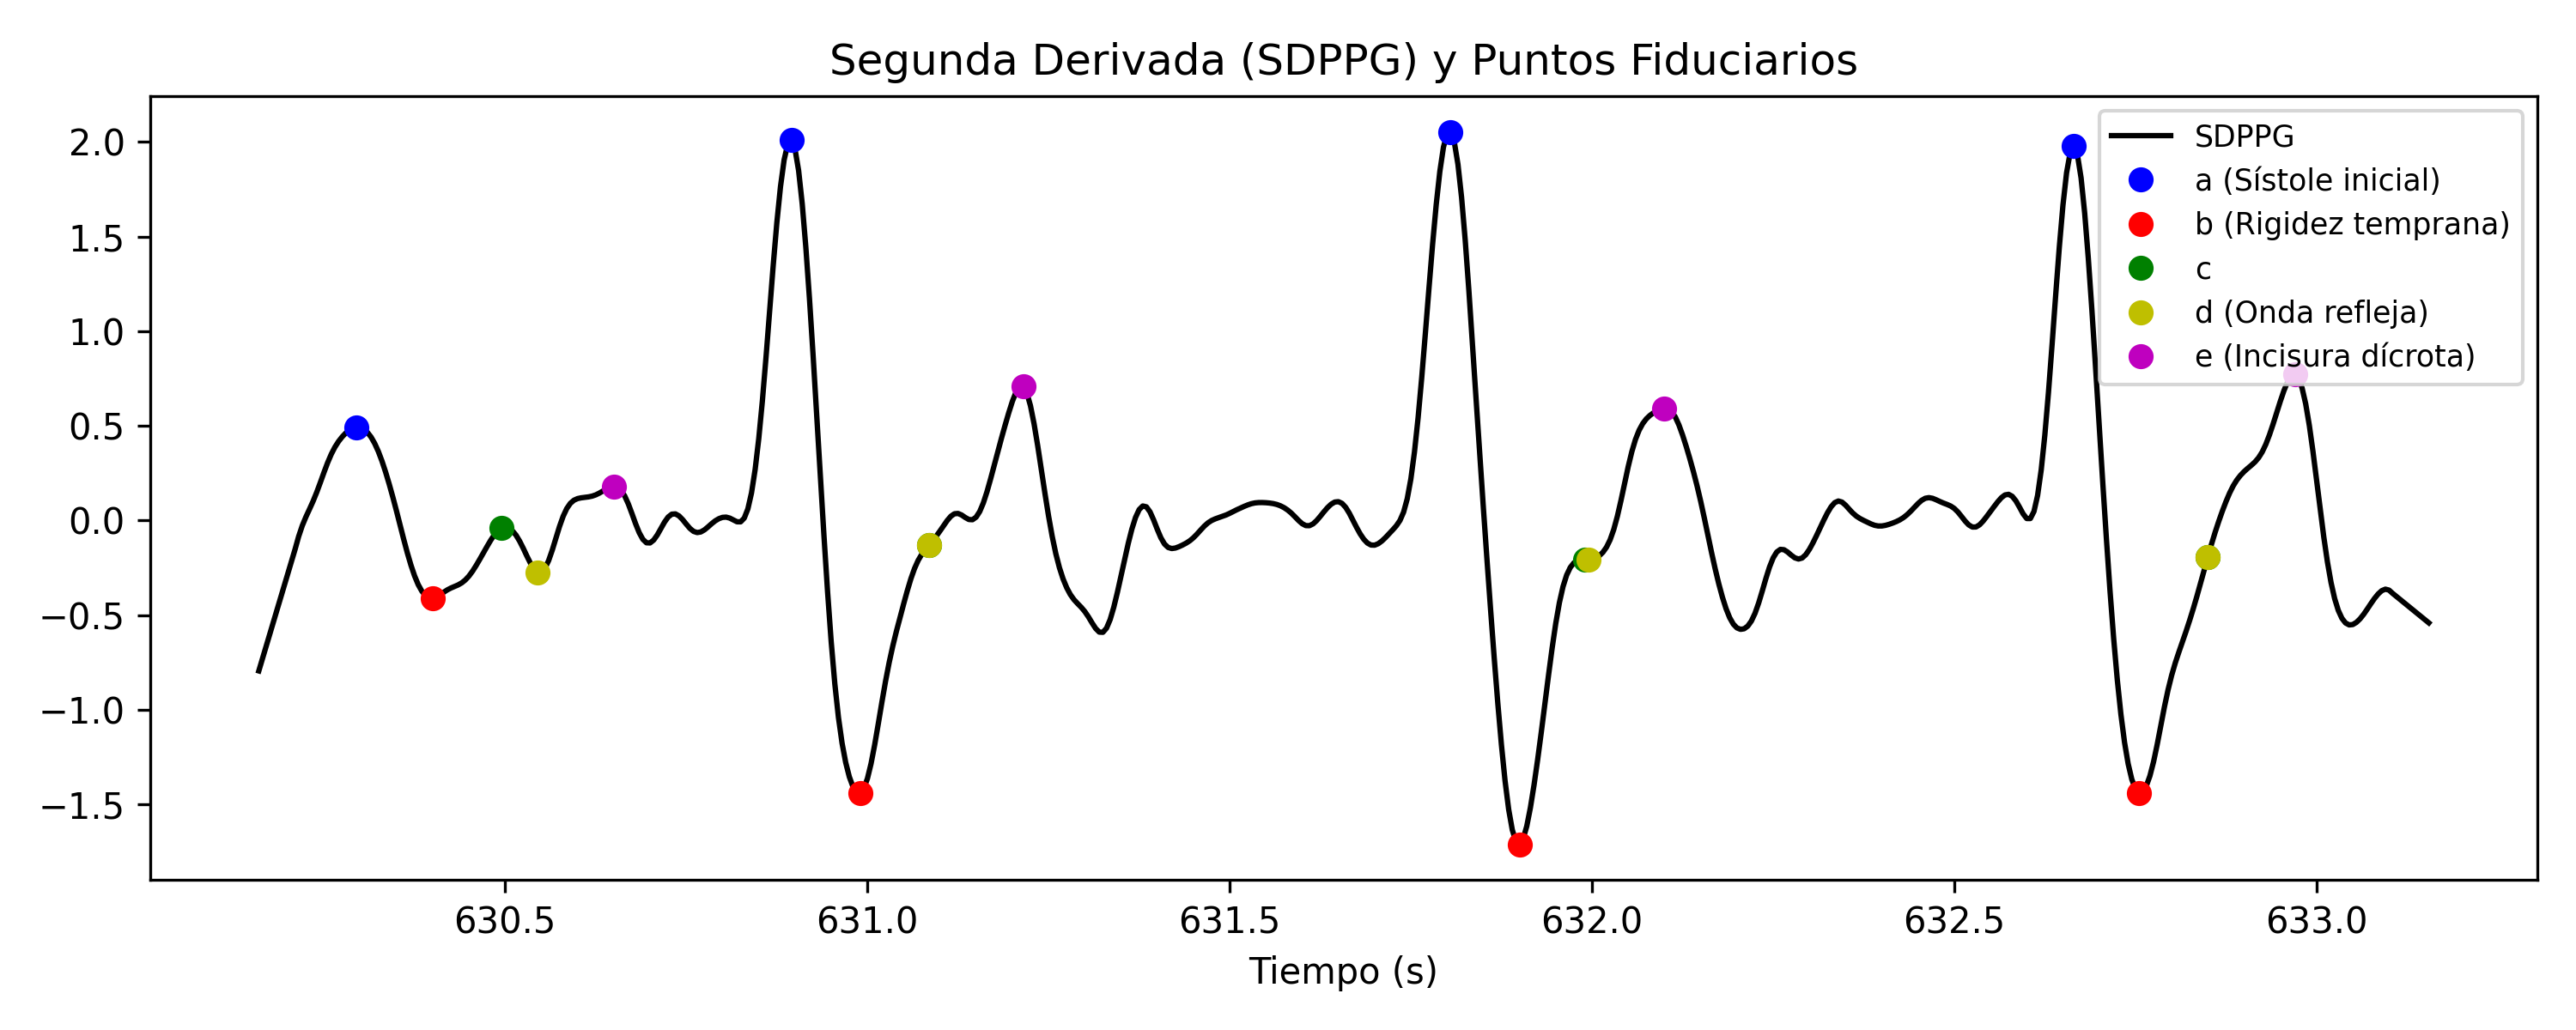 Segunda Derivada (SDPPG) y Puntos Fiduciarios
2.0
1.5
1.0
0.5
0.0
−0.5
−1.0
−1.5
SDPPG
a (Sístole inicial)
b (Rigidez temprana)
c
d (Onda refleja)
e (Incisura dícrota)
630.5 631.0 631.5 632.0 632.5 633.0
Tiempo (s)